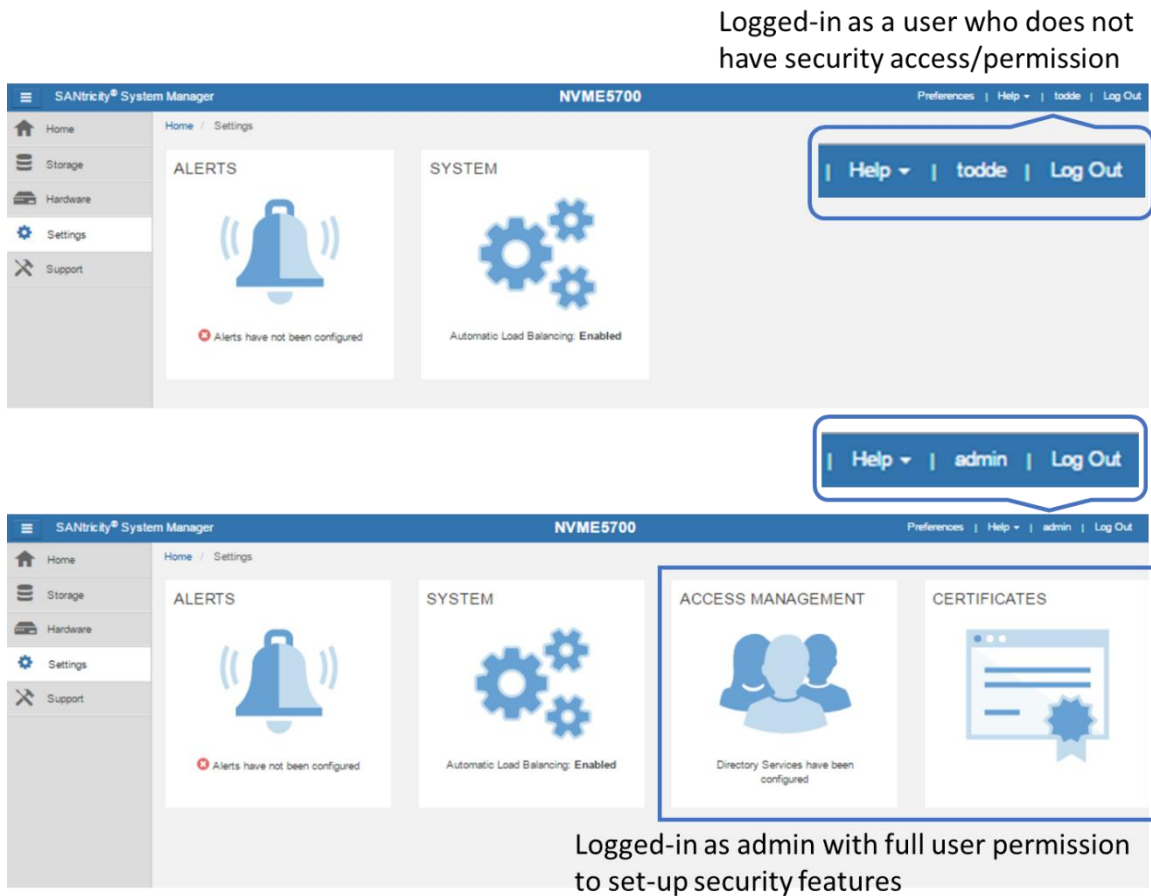 Logged-in as a user who does not
have security access/permission
SANtricity® System Manager NVME5700 Preferences | Help | todde | Log Out
Home Home / Settings
Storage
Hardware
Settings
Support
ALERTS
Alerts have not been configured
SYSTEM
Automatic Load Balancing: Enabled
| Help | todde | Log Out
| Help | admin | Log Out
SANtricity® System Manager NVME5700 Preferences | Help | admin | Log Out
Home Home / Settings
Storage
Hardware
Settings
Support
ALERTS
Alerts have not been configured
SYSTEM
Automatic Load Balancing: Enabled
ACCESS MANAGEMENT
Directory Services have been
configured
CERTIFICATES
Logged-in as admin with full user permission
to set-up security features